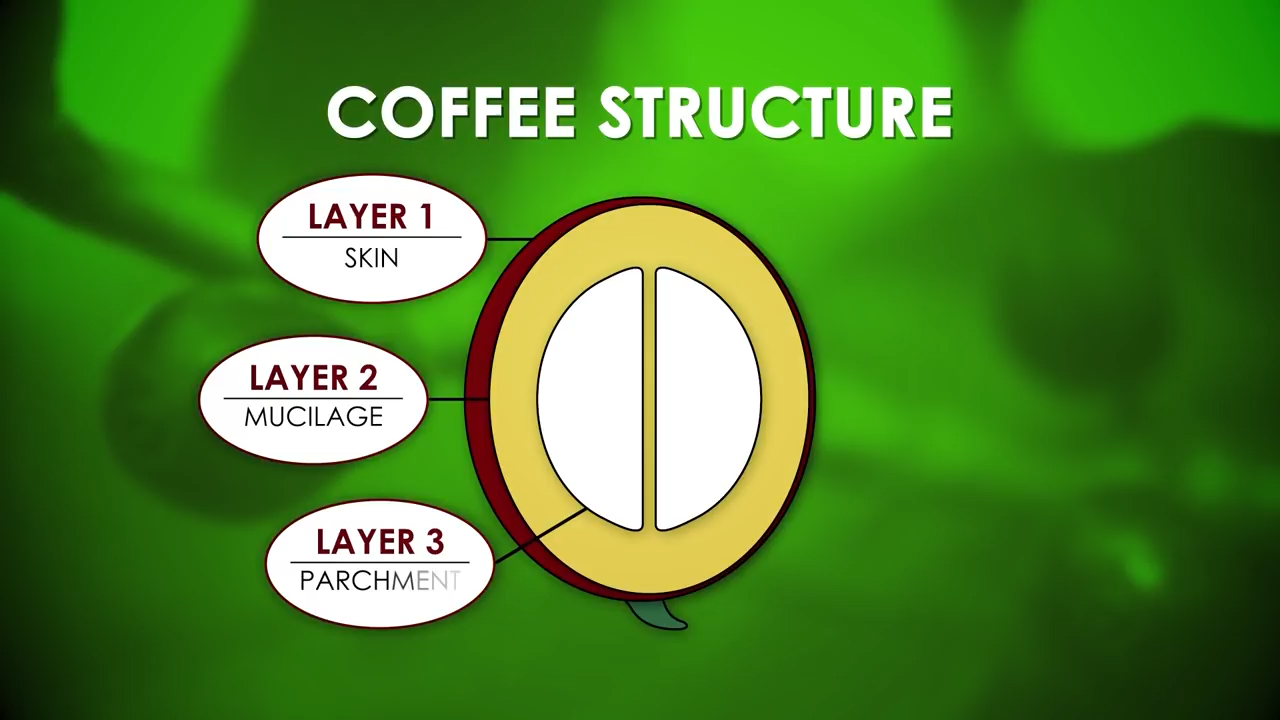 COFFEE STRUCTURE
LAYER 1
SKIN
LAYER 2
MUCILAGE
LAYER 3
PARCHMENT